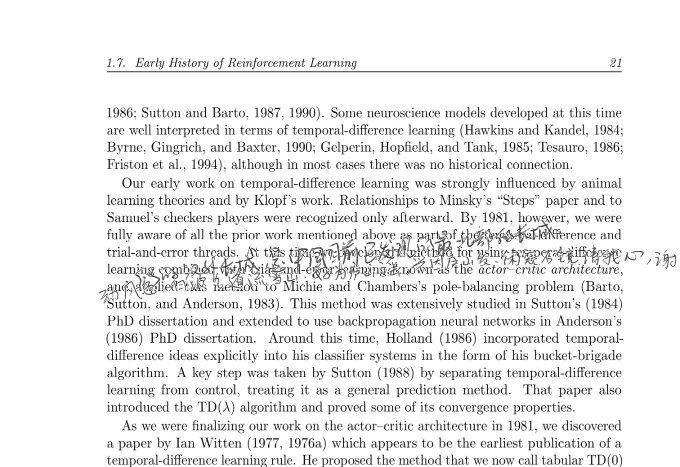 1.7. Early History of Reinforcement Learning 21
1986; Sutton and Barto, 1987, 1990). Some neuroscience models developed at this time
are well interpreted in terms of temporal-difference learning (Hawkins and Kandel, 1984;
Byrne, Gingrich, and Baxter, 1990; Gelperin, Hopfield, and Tank, 1985; Tesauro, 1986;
Friston et al., 1994), although in most cases there was no historical connection.
Our early work on temporal-difference learning was strongly influenced by animal
learning theories and by Klopf's work. Relationships to Minsky's “Steps” paper and to
Samuel's checkers players were recognized only afterward. By 1981, however, we were
fully aware of all the prior work mentioned above as part of the temporal-difference and
trial-and-error threads. At this time we developed a method for using temporal-difference
learning combined with trial-and-error learning, known as the actor–critic architecture,
and applied this method to Michie and Chambers's pole-balancing problem (Barto,
Sutton, and Anderson, 1983). This method was extensively studied in Sutton's (1984)
PhD dissertation and extended to use backpropagation neural networks in Anderson's
(1986) PhD dissertation. Around this time, Holland (1986) incorporated temporal-
difference ideas explicitly into his classifier systems in the form of his bucket-brigade
algorithm. A key step was taken by Sutton (1988) by separating temporal-difference
learning from control, treating it as a general prediction method. That paper also
introduced the TD(λ) algorithm and proved some of its convergence properties.
As we were finalizing our work on the actor–critic architecture in 1981, we discovered
a paper by Ian Witten (1977, 1976a) which appears to be the earliest publication of a
temporal-difference learning rule. He proposed the method that we now call tabular TD(0)